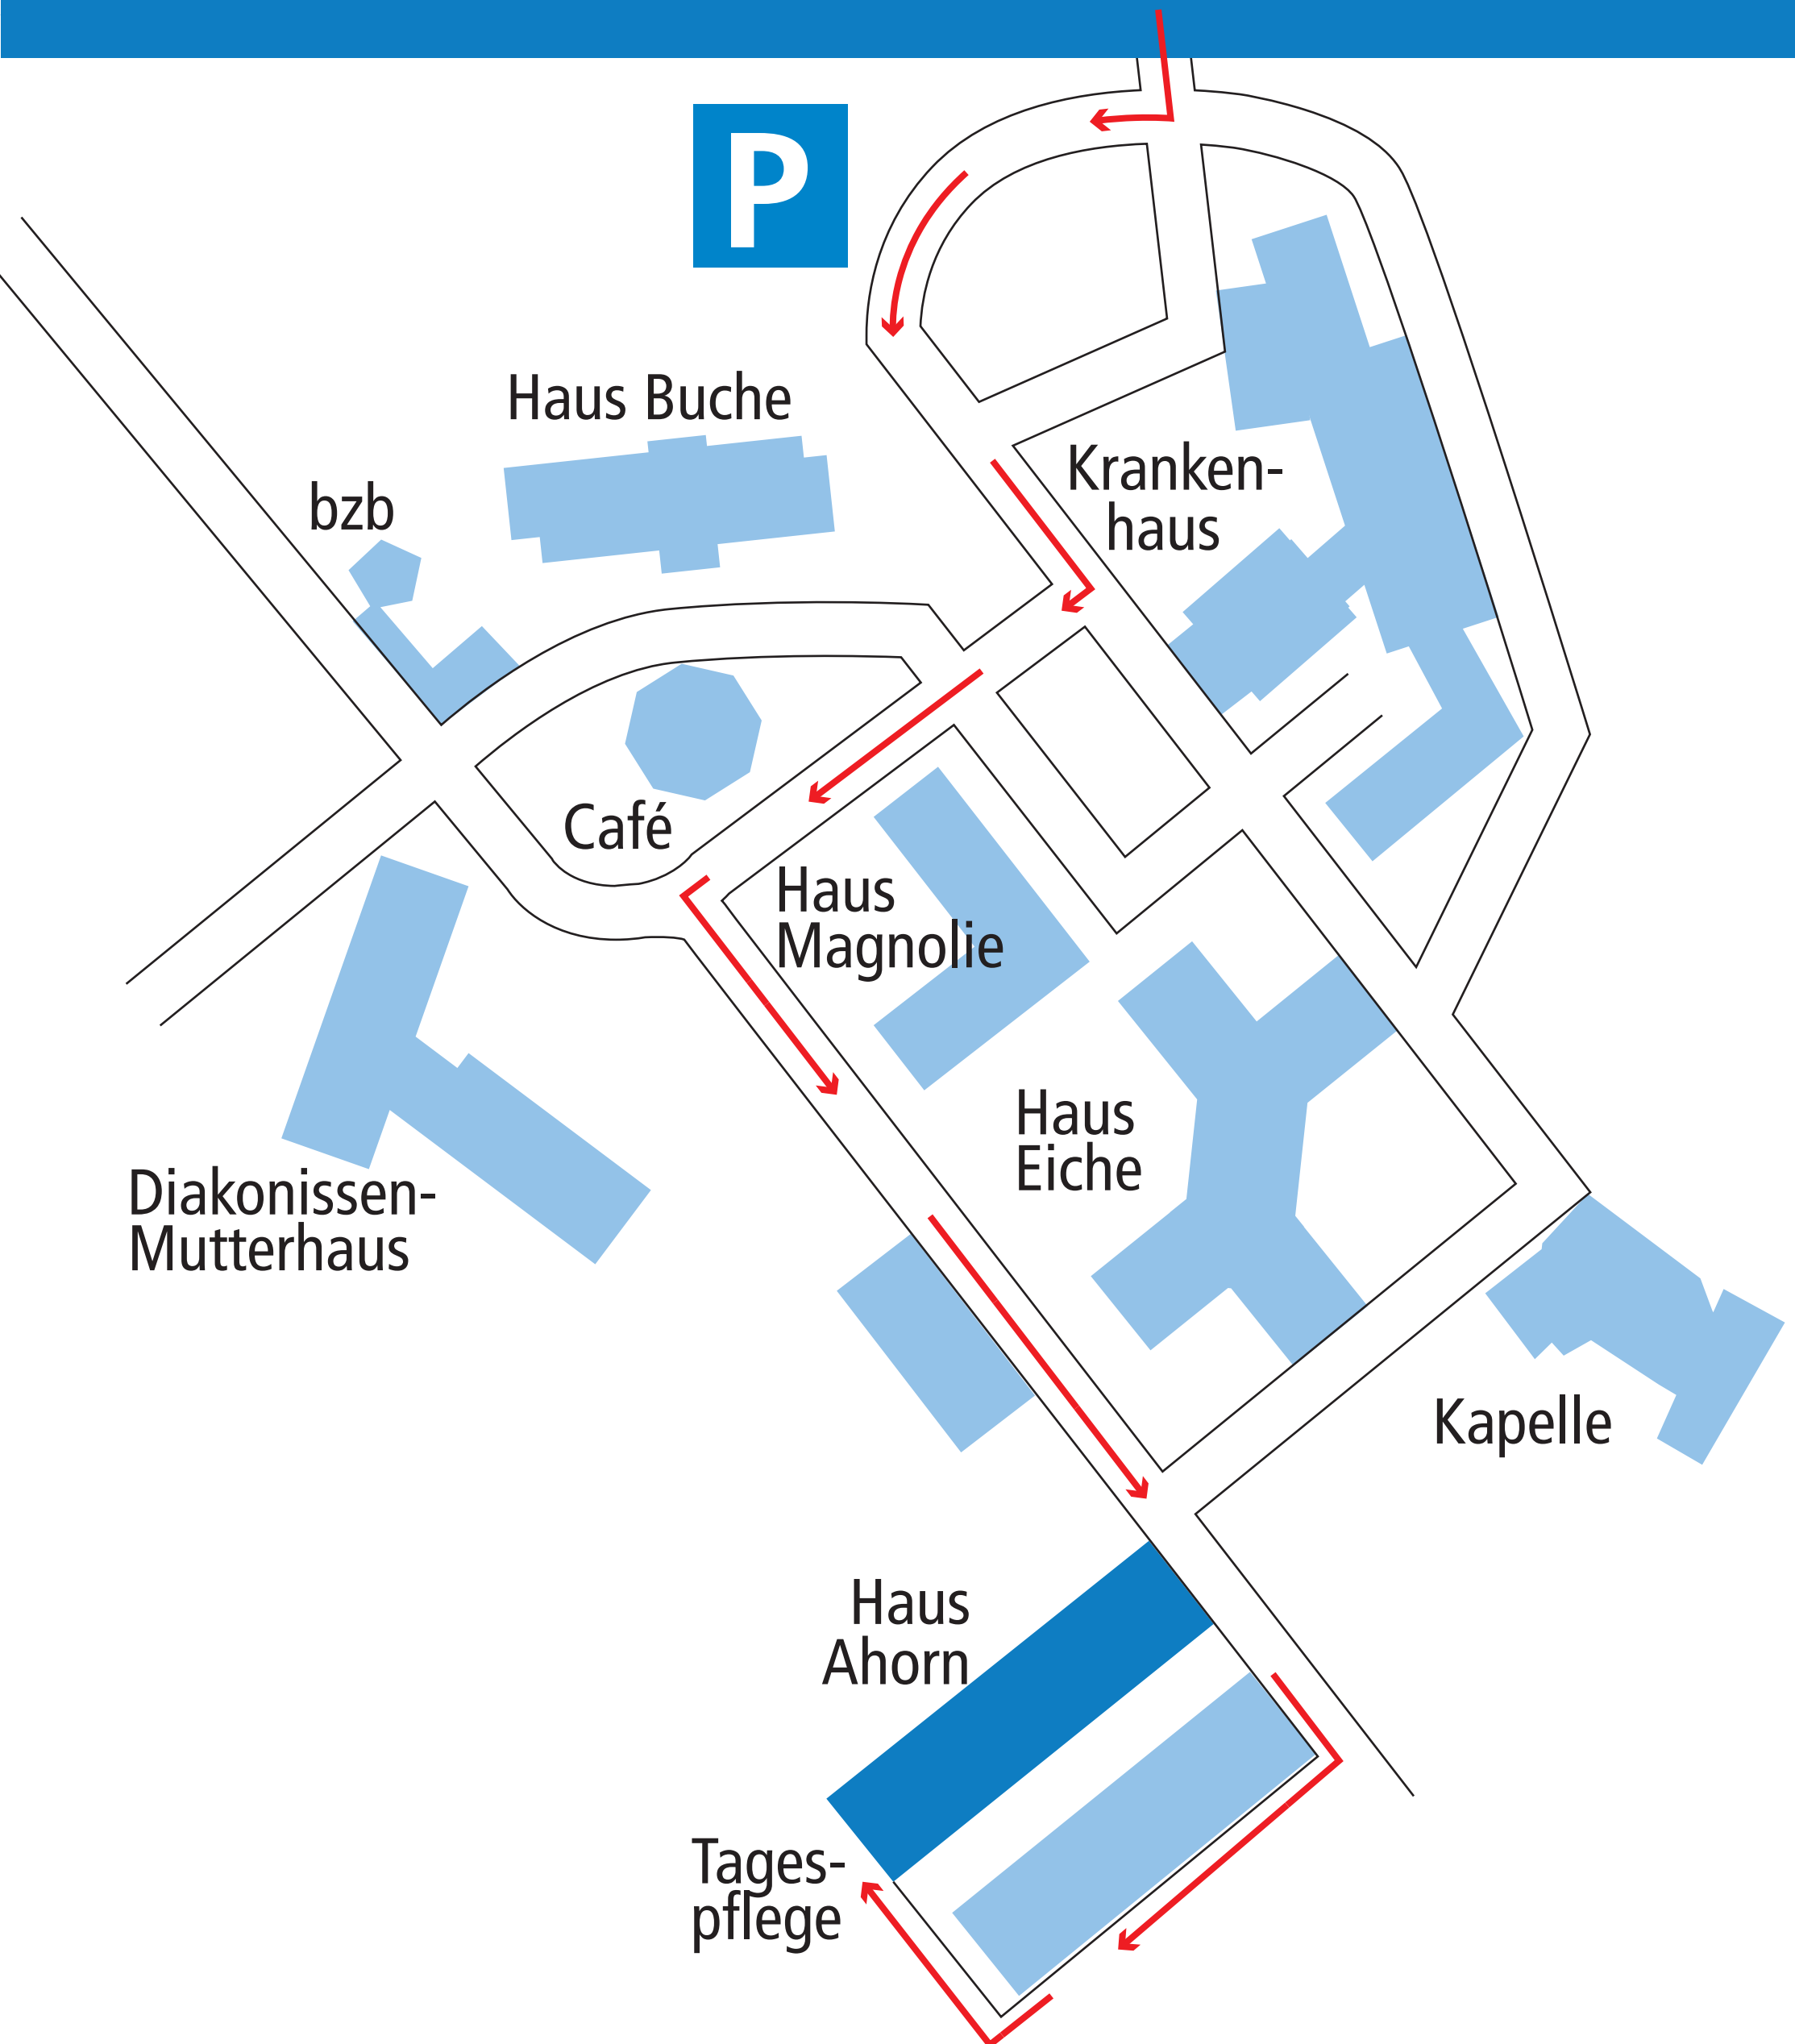 P
Haus Buche
Kranken-
haus
bzb
Café
Haus
Magnolie
Haus
Eiche
Diakonissen-
Mutterhaus
Kapelle
Haus
Ahorn
Tages-
pflege